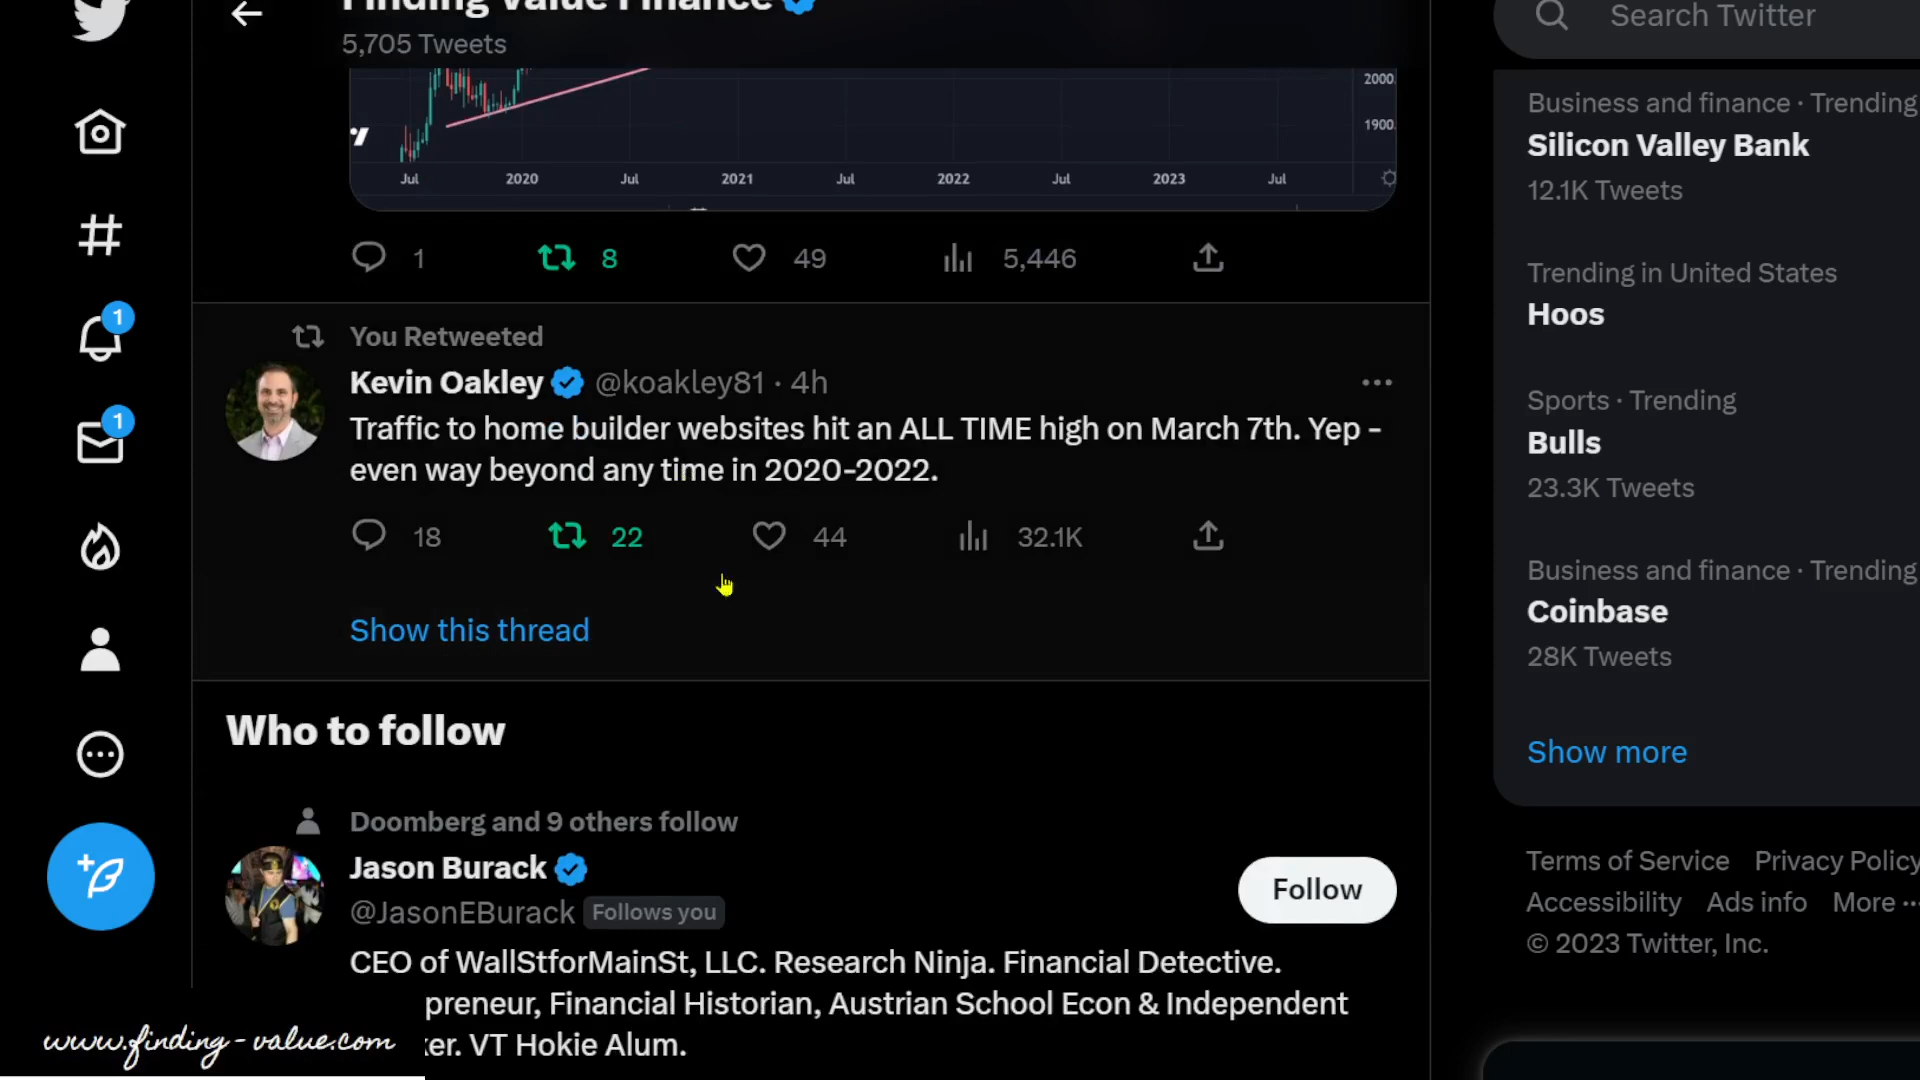 Finding Value Finance
5,705 Tweets
2000
1900
Jul 2020 Jul 2021 Jul 2022 Jul 2023 Jul
1 8 49 5,446
You Retweeted
Kevin Oakley @koakley81 · 4h
Traffic to home builder websites hit an ALL TIME high on March 7th. Yep -
even way beyond any time in 2020-2022.
18 22 44 32.1K
Show this thread
Who to follow
Doomberg and 9 others follow
Jason Burack
@JasonEBurack Follows you
Follow
CEO of WallStforMainSt, LLC. Research Ninja. Financial Detective.
preneur, Financial Historian, Austrian School Econ & Independent
er. VT Hokie Alum.
1
1
www.finding-value.com
Search Twitter
Business and finance · Trending
Silicon Valley Bank
12.1K Tweets
Trending in United States
Hoos
Sports · Trending
Bulls
23.3K Tweets
Business and finance · Trending
Coinbase
28K Tweets
Show more
Terms of Service Privacy Policy
Accessibility Ads info More ...
© 2023 Twitter, Inc.